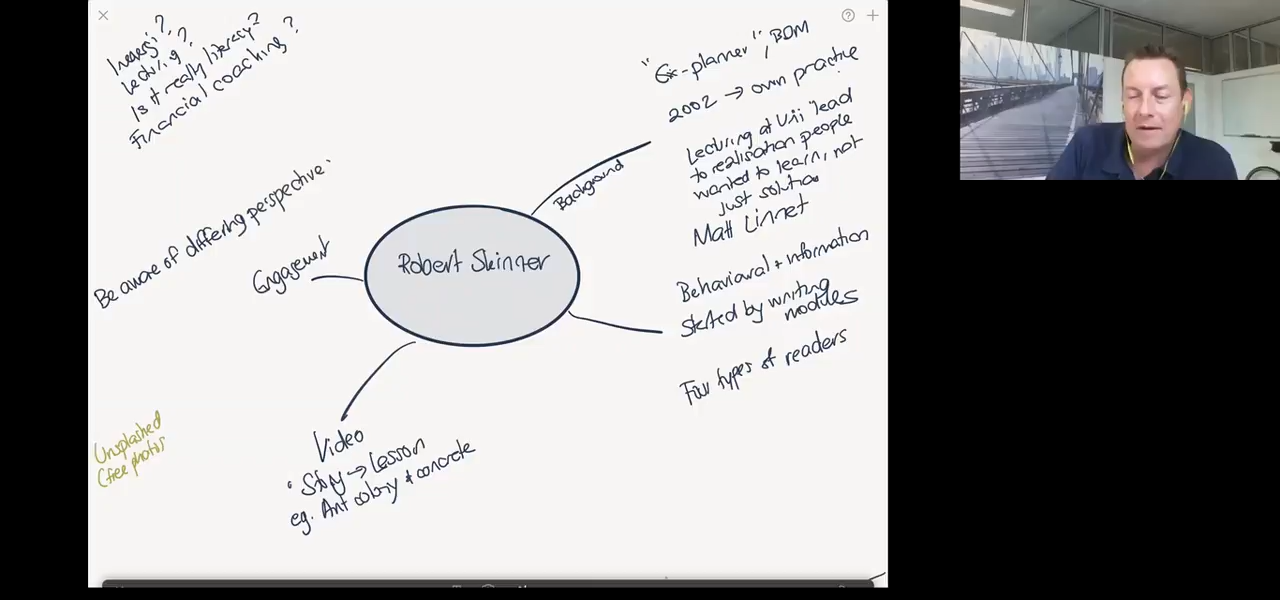 Lecturing?
Is it really literacy?
Financial coaching?
"Ex-planner", BDM
2002 → own practice
Lecturing at Uni lead
to realisation people
wanted to learn, not
just solution
Matt Linnet
Background
Be aware of differing perspective.
Engagement
Robert Skinner
Behavioural + information
Started by writing
modules
Four types of readers
Unsplashed
(free photos)
Video
• Story → Lesson
eg. Ant colony + concrete